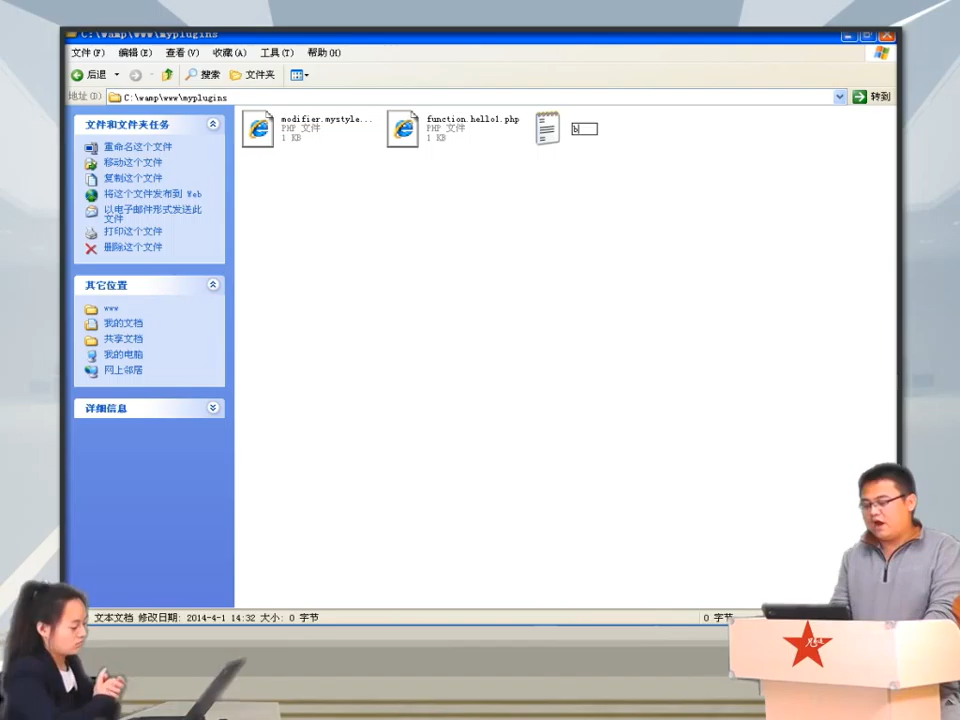 C:\wamp\www\myplugins
文件(F) 编辑(E) 查看(V) 收藏(A) 工具(T) 帮助(H)
后退 搜索 文件夹
地址(D) C:\wamp\www\myplugins 转到
文件和文件夹任务
重命名这个文件
移动这个文件
复制这个文件
将这个文件发布到 Web
以电子邮件形式发送此
文件
打印这个文件
删除这个文件
其它位置
www
我的文档
共享文档
我的电脑
网上邻居
详细信息
modifier.mystyle...
PHP 文件
1 KB
function.hello1.php
PHP 文件
1 KB
b
文本文档 修改日期: 2014-4-1 14:32 大小: 0 字节
0 字节